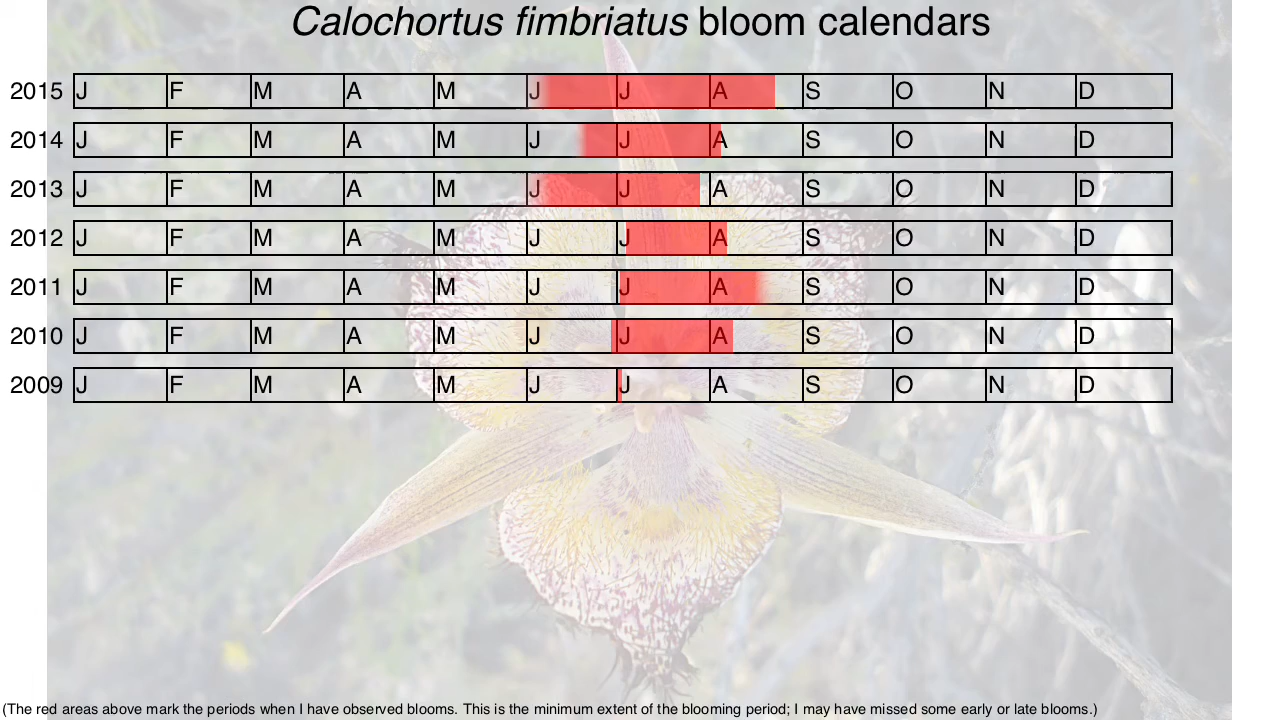 Calochortus fimbriatus bloom calendars
2015 J F M A M J J A S O N D
2014 J F M A M J J A S O N D
2013 J F M A M J J A S O N D
2012 J F M A M J J A S O N D
2011 J F M A M J J A S O N D
2010 J F M A M J J A S O N D
2009 J F M A M J J A S O N D
(The red areas above mark the periods when I have observed blooms. This is the minimum extent of the blooming period; I may have missed some early or late blooms.)